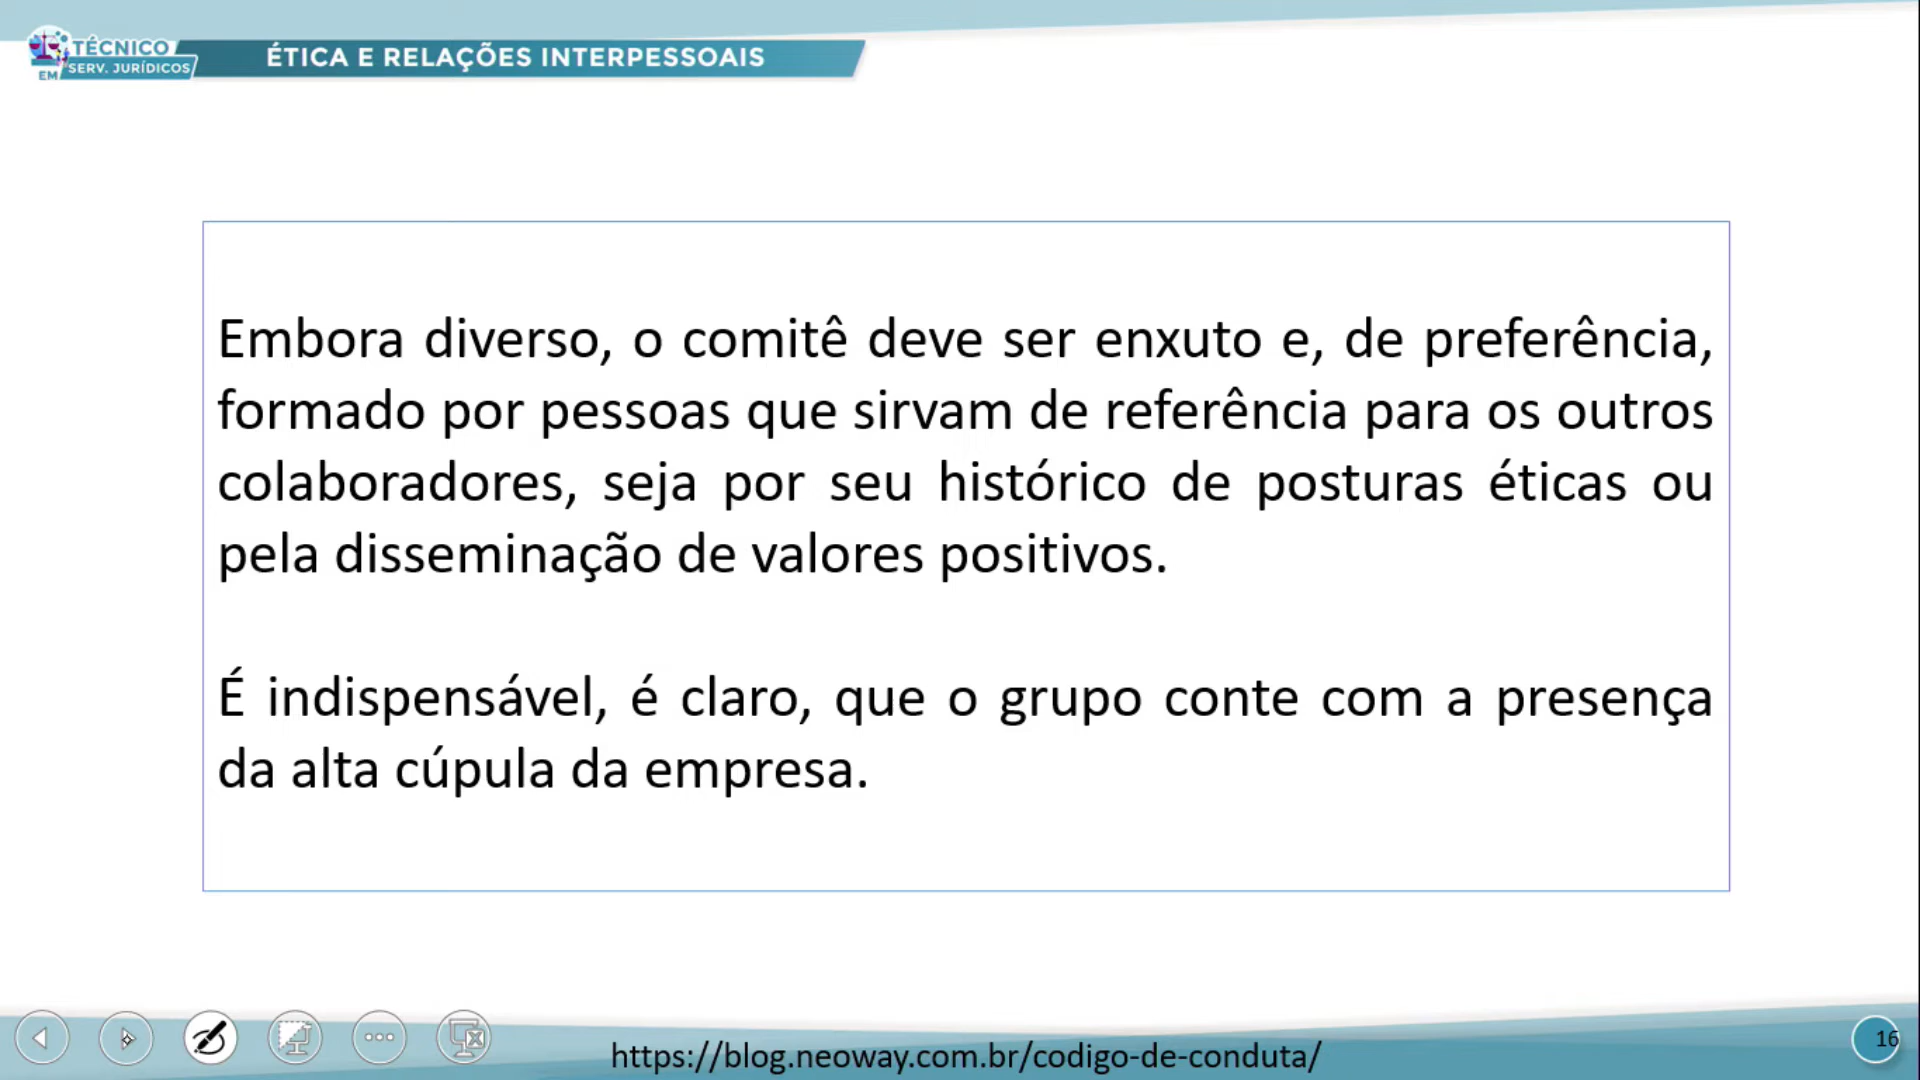 TÉCNICO
EM SERV. JURÍDICOS
ÉTICA E RELAÇÕES INTERPESSOAIS
Embora diverso, o comitê deve ser enxuto e, de preferência,
formado por pessoas que sirvam de referência para os outros
colaboradores, seja por seu histórico de posturas éticas ou
pela disseminação de valores positivos.
É indispensável, é claro, que o grupo conte com a presença
da alta cúpula da empresa.
https://blog.neoway.com.br/codigo-de-conduta/
16